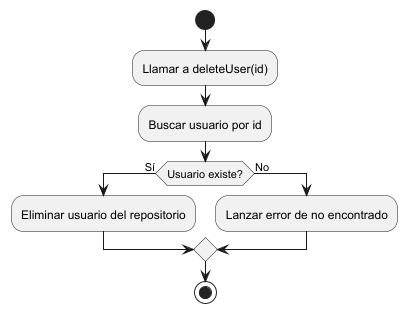 Llamar a deleteUser(id)
Buscar usuario por id
Usuario existe?
Sí
No
Eliminar usuario del repositorio
Lanzar error de no encontrado